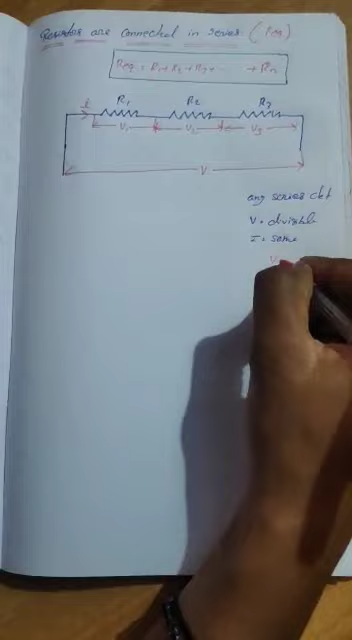 Resistors are connected in series (Req)
Req = R1 + R2 + R3 + ...... + Rn
I R1 R2 R3
V1 V2 V3
V
any series ckt
V = divisible
I = same
V